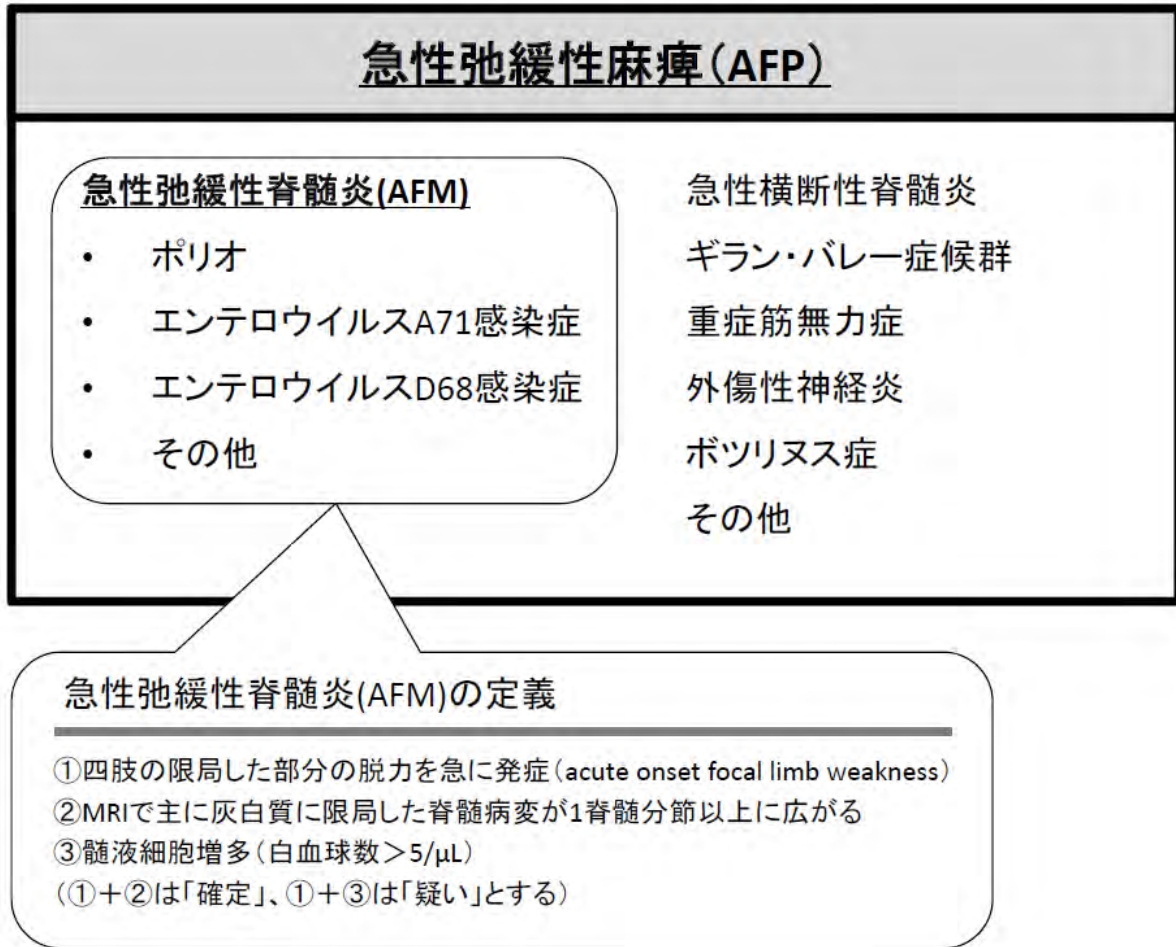 急性弛緩性麻痺(AFP)
急性弛緩性脊髄炎(AFM)
• ポリオ
• エンテロウイルスA71感染症
• エンテロウイルスD68感染症
• その他
急性横断性脊髄炎
ギラン・バレー症候群
重症筋無力症
外傷性神経炎
ボツリヌス症
その他
急性弛緩性脊髄炎(AFM)の定義
①四肢の限局した部分の脱力を急に発症(acute onset focal limb weakness)
②MRIで主に灰白質に限局した脊髄病変が1脊髄分節以上に広がる
③髄液細胞増多(白血球数＞5/μL)
(①＋②は「確定」、①＋③は「疑い」とする)